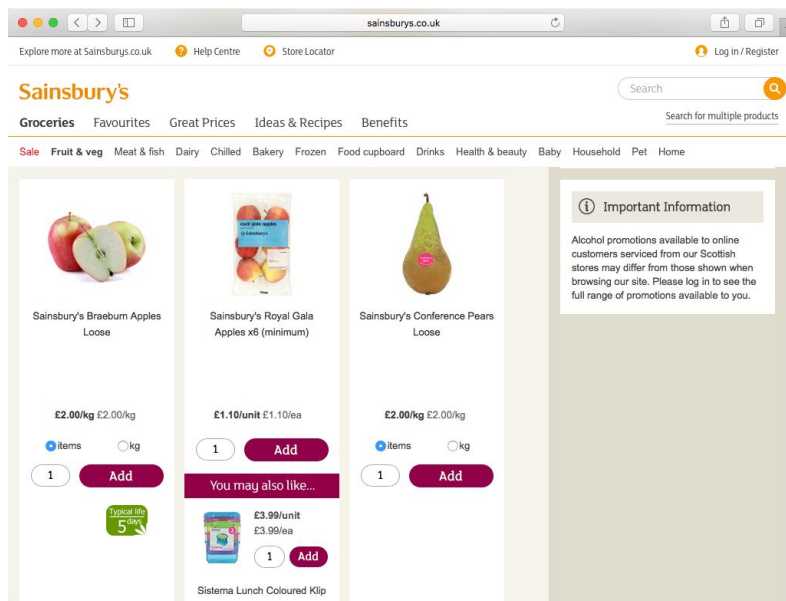 sainsburys.co.uk
Explore more at Sainsburys.co.uk
? Help Centre
Store Locator
Log in / Register
Sainsbury's
Search
Groceries Favourites Great Prices Ideas & Recipes Benefits
Search for multiple products
Sale Fruit & veg Meat & fish Dairy Chilled Bakery Frozen Food cupboard Drinks Health & beauty Baby Household Pet Home
royal gala apples
by Sainsbury's
Sainsbury's Braeburn Apples
Loose
£2.00/kg £2.00/kg
items kg
1 Add
Typical life
5 days
Sainsbury's Royal Gala
Apples x6 (minimum)
£1.10/unit £1.10/ea
1 Add
You may also like...
£3.99/unit
£3.99/ea
1 Add
Sistema Lunch Coloured Klip
Sainsbury's Conference Pears
Loose
£2.00/kg £2.00/kg
items kg
1 Add
i Important Information
Alcohol promotions available to online
customers serviced from our Scottish
stores may differ from those shown when
browsing our site. Please log in to see the
full range of promotions available to you.